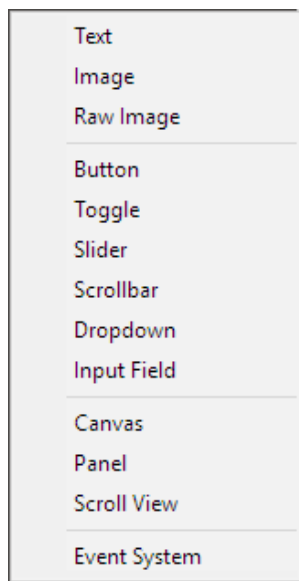 Text
Image
Raw Image
Button
Toggle
Slider
Scrollbar
Dropdown
Input Field
Canvas
Panel
Scroll View
Event System